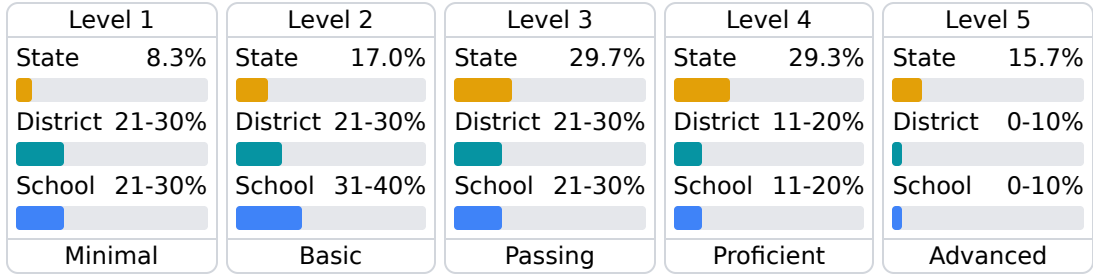 Level 1
State 8.3%
District 21-30%
School 21-30%
Minimal
Level 2
State 17.0%
District 21-30%
School 31-40%
Basic
Level 3
State 29.7%
District 21-30%
School 21-30%
Passing
Level 4
State 29.3%
District 11-20%
School 11-20%
Proficient
Level 5
State 15.7%
District 0-10%
School 0-10%
Advanced